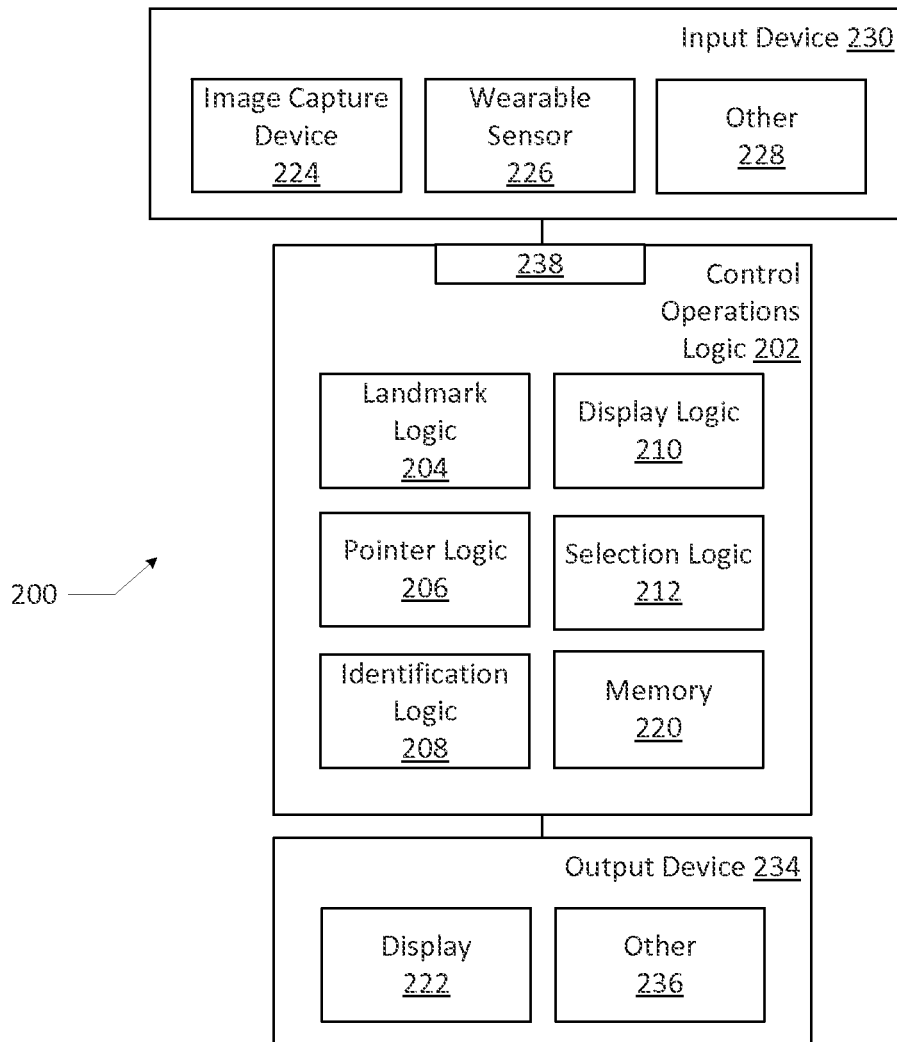 Input Device 230
Image Capture
Device
224
Wearable
Sensor
226
Other
228
238
Control
Operations
Logic 202
Landmark
Logic
204
Display Logic
210
Pointer Logic
206
Selection Logic
212
Identification
Logic
208
Memory
220
200
Output Device 234
Display
222
Other
236